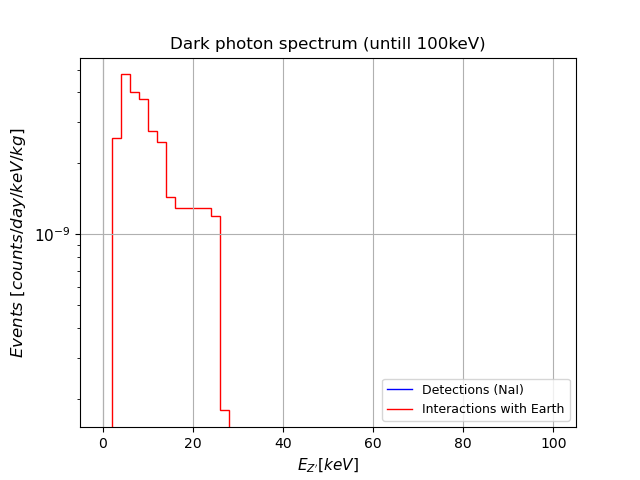 Dark photon spectrum (untill 100keV)
Events [counts/day/keV/kg]
10⁻⁹
0 20 40 60 80 100
E_{Z'}[keV]
Detections (NaI)
Interactions with Earth